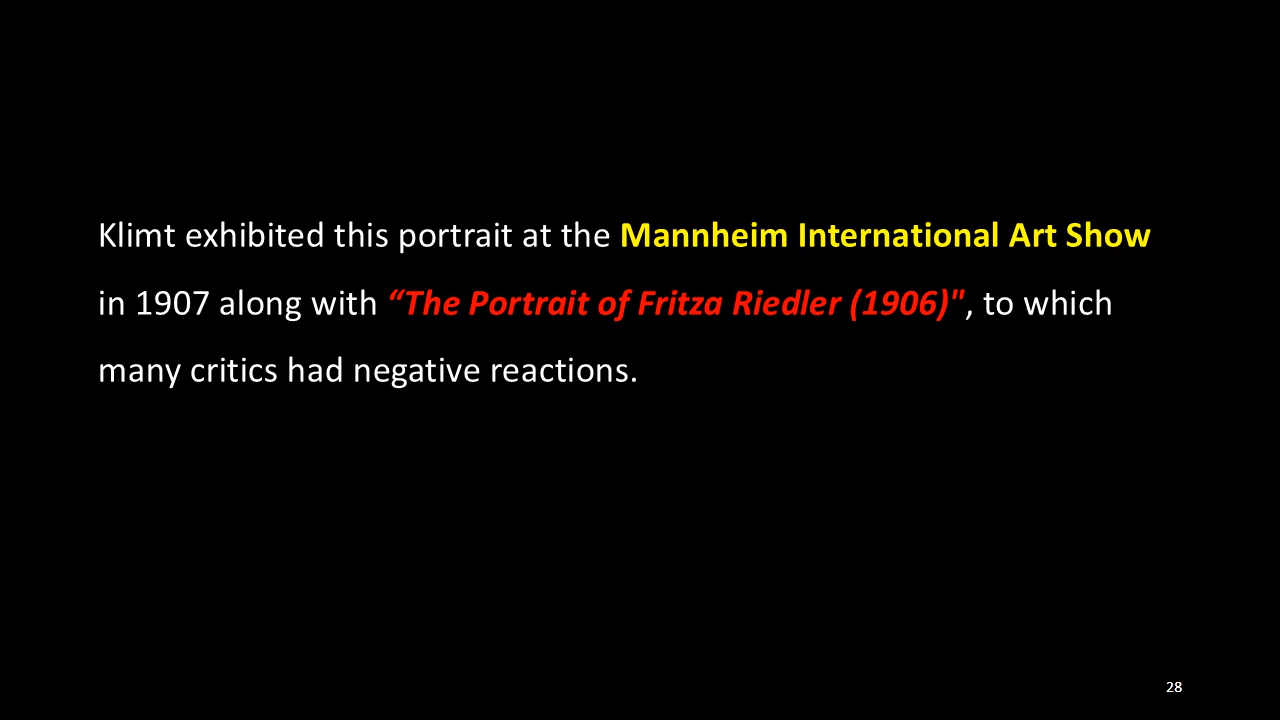 Klimt exhibited this portrait at the Mannheim International Art Show
in 1907 along with “The Portrait of Fritza Riedler (1906)", to which
many critics had negative reactions.
28